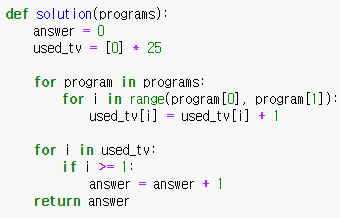 def solution(programs):
    answer = 0
    used_tv = [0] * 25

    for program in programs:
        for i in range(program[0], program[1]):
            used_tv[i] = used_tv[i] + 1

    for i in used_tv:
        if i >= 1:
            answer = answer + 1
    return answer